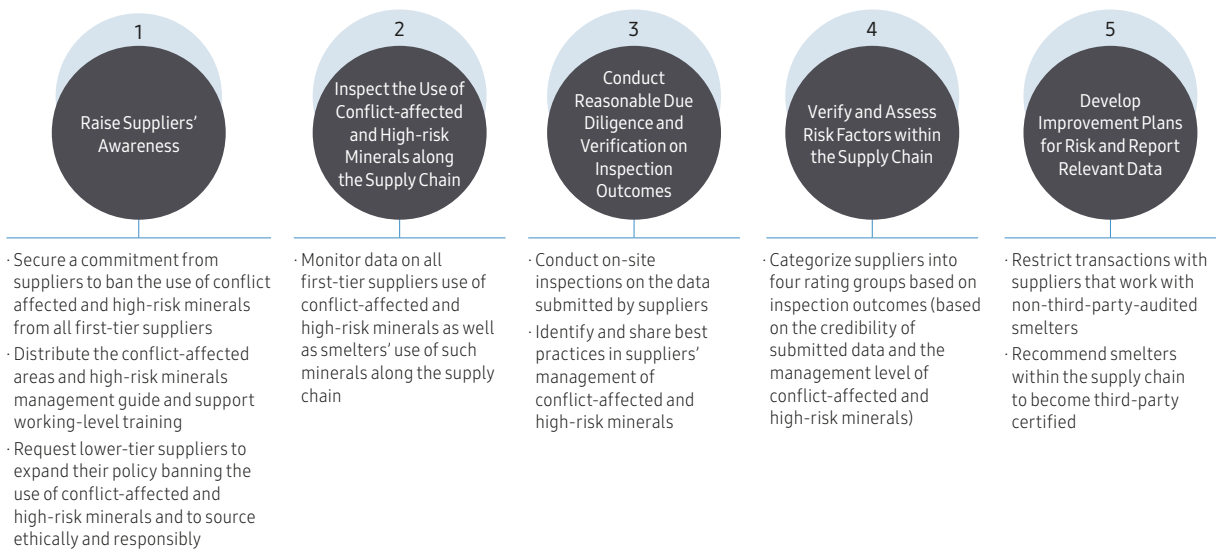 1
Raise Suppliers’
Awareness
· Secure a commitment from
suppliers to ban the use of conflict
affected and high-risk minerals
from all first-tier suppliers
· Distribute the conflict-affected
areas and high-risk minerals
management guide and support
working-level training
· Request lower-tier suppliers to
expand their policy banning the
use of conflict-affected and
high-risk minerals and to source
ethically and responsibly
2
Inspect the Use of
Conflict-affected
and High-risk
Minerals along
the Supply Chain
· Monitor data on all
first-tier suppliers use of
conflict-affected and
high-risk minerals as well
as smelters’ use of such
minerals along the supply
chain
3
Conduct
Reasonable Due
Diligence and
Verification on
Inspection
Outcomes
· Conduct on-site
inspections on the data
submitted by suppliers
· Identify and share best
practices in suppliers’
management of
conflict-affected and
high-risk minerals
4
Verify and Assess
Risk Factors within
the Supply Chain
· Categorize suppliers into
four rating groups based on
inspection outcomes (based
on the credibility of
submitted data and the
management level of
conflict-affected and
high-risk minerals)
5
Develop
Improvement Plans
for Risk and Report
Relevant Data
· Restrict transactions with
suppliers that work with
non-third-party-audited
smelters
· Recommend smelters
within the supply chain
to become third-party
certified